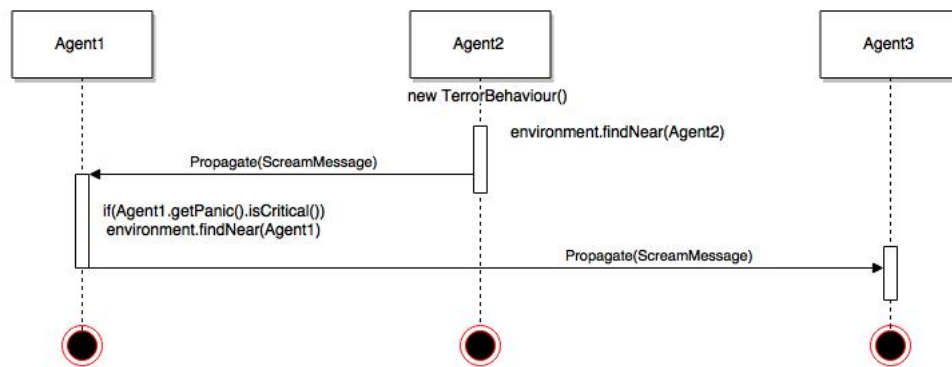 Agent1
Agent2
Agent3
new TerrorBehaviour()
environment.findNear(Agent2)
Propagate(ScreamMessage)
if(Agent1.getPanic().isCritical())
environment.findNear(Agent1)
Propagate(ScreamMessage)